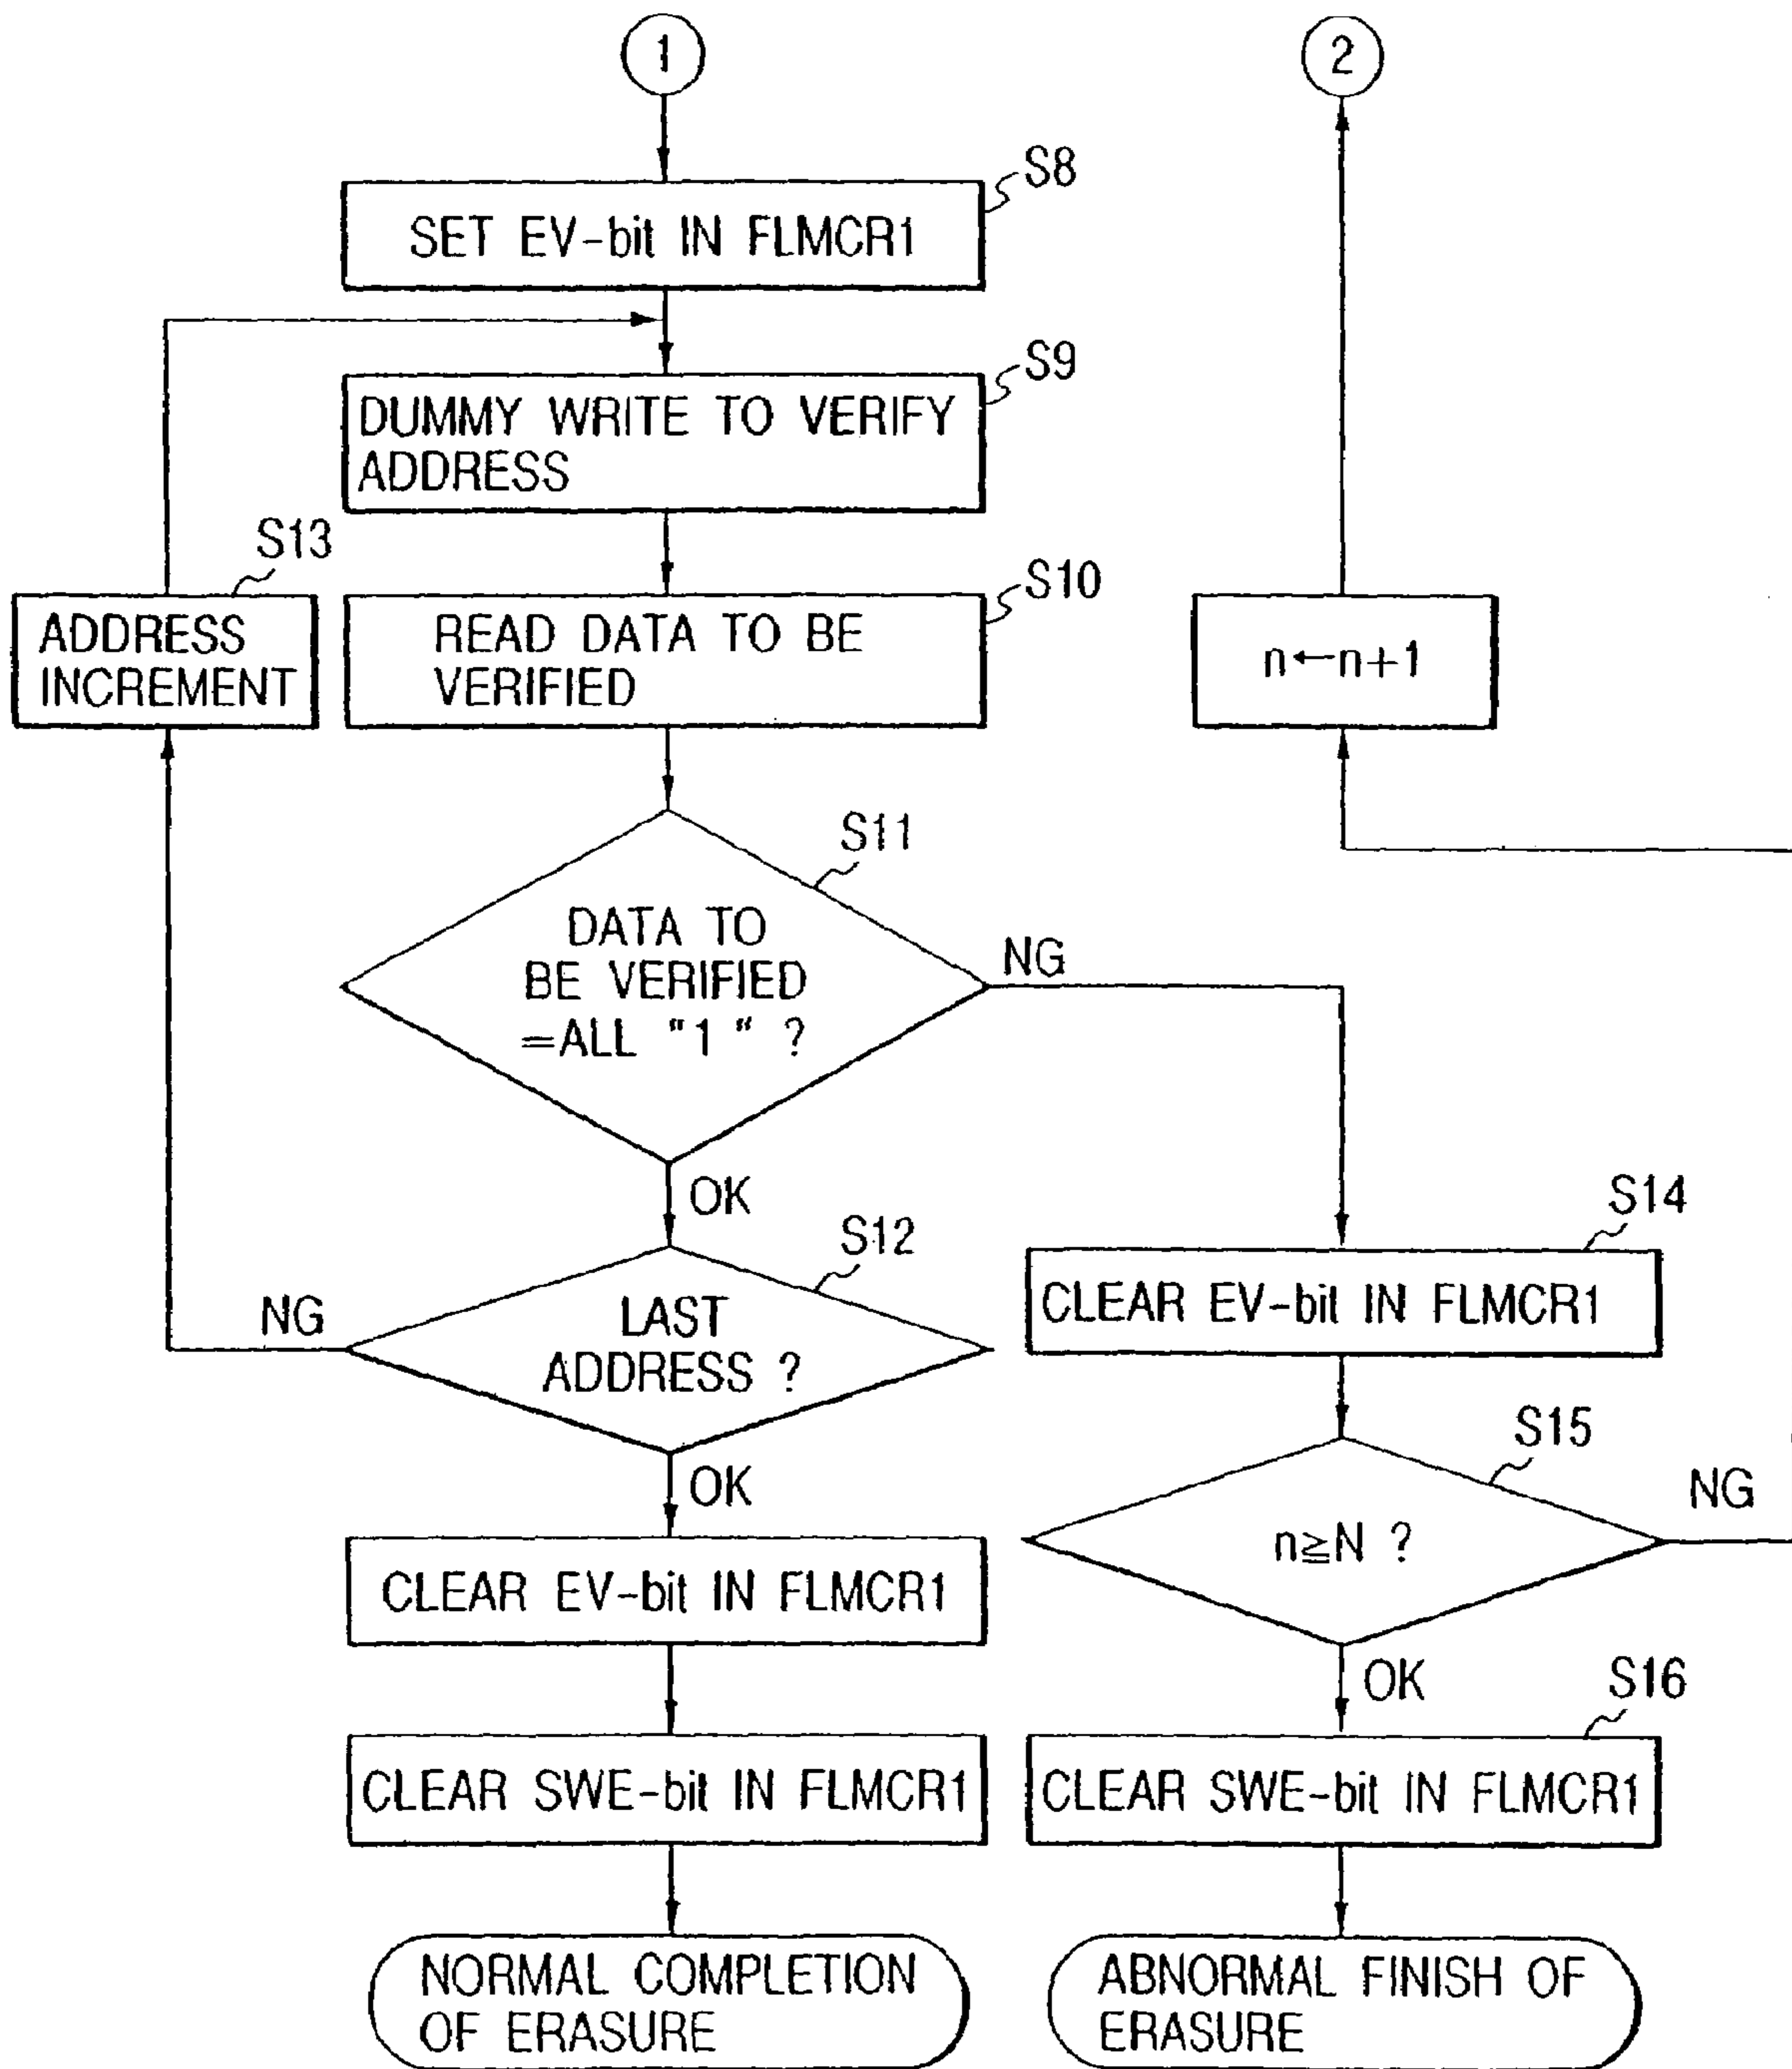 1
2
S8
SET EV-bit IN FLMCR1
S9
DUMMY WRITE TO VERIFY
ADDRESS
S13
ADDRESS
INCREMENT
S10
READ DATA TO BE
VERIFIED
n←n+1
S11
DATA TO
BE VERIFIED
=ALL "1" ?
NG
OK
S12
LAST
ADDRESS ?
NG
OK
S14
CLEAR EV-bit IN FLMCR1
S15
n≧N ?
NG
OK
CLEAR EV-bit IN FLMCR1
S16
CLEAR SWE-bit IN FLMCR1
CLEAR SWE-bit IN FLMCR1
NORMAL COMPLETION
OF ERASURE
ABNORMAL FINISH OF
ERASURE